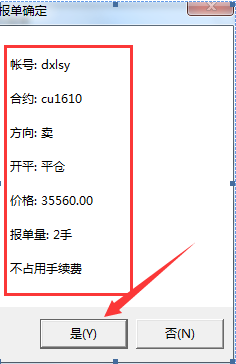 报单确定
帐号: dxlsy
合约: cu1610
方向: 卖
开平: 平仓
价格: 35560.00
报单量: 2手
不占用手续费
是(Y)
否(N)